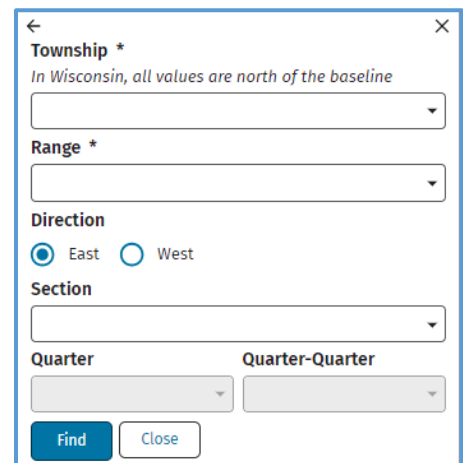 Township *
In Wisconsin, all values are north of the baseline
Range *
Direction
East West
Section
Quarter Quarter-Quarter
Find Close